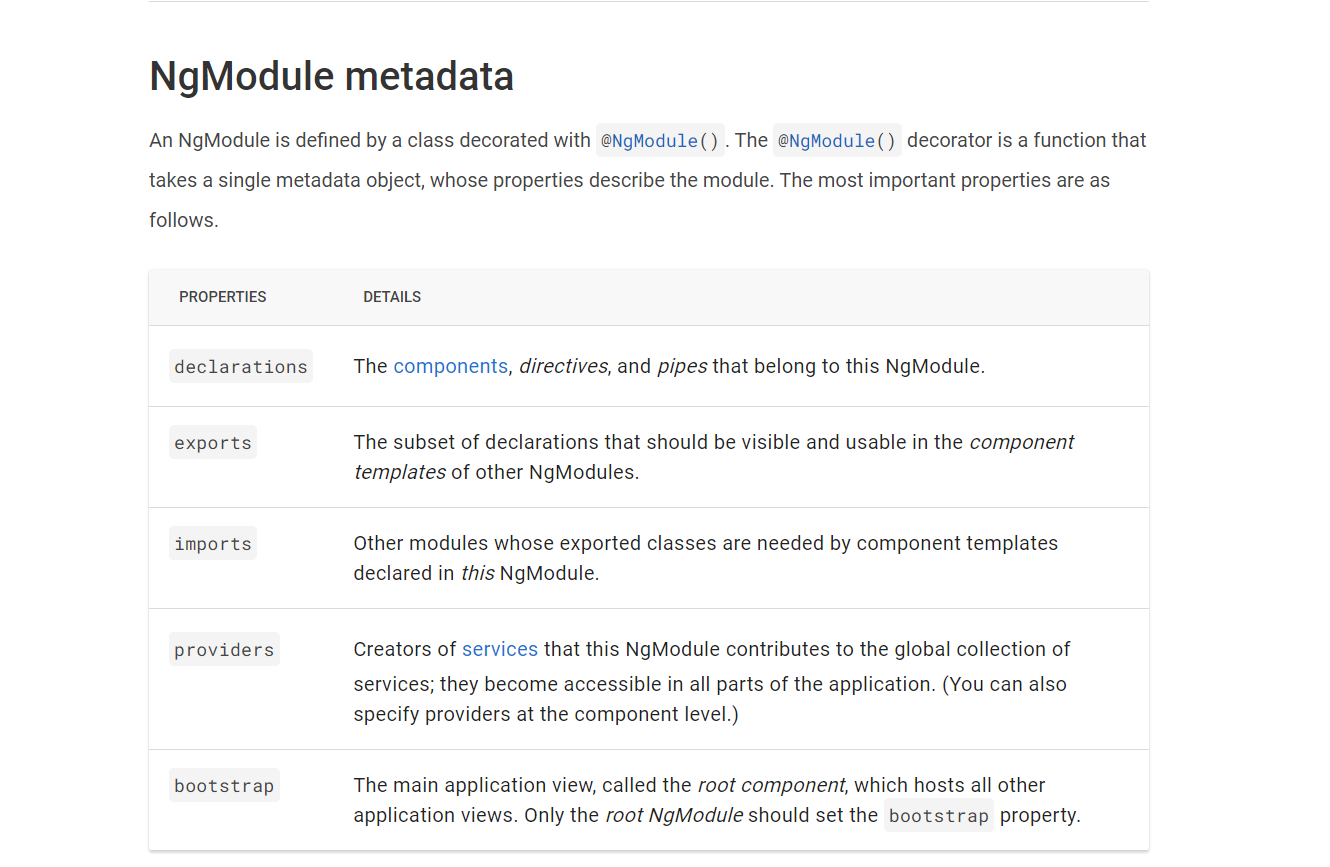 NgModule metadata
An NgModule is defined by a class decorated with @NgModule(). The @NgModule() decorator is a function that
takes a single metadata object, whose properties describe the module. The most important properties are as
follows.
PROPERTIES DETAILS
declarations The components, directives, and pipes that belong to this NgModule.
exports The subset of declarations that should be visible and usable in the component
templates of other NgModules.
imports Other modules whose exported classes are needed by component templates
declared in this NgModule.
providers Creators of services that this NgModule contributes to the global collection of
services; they become accessible in all parts of the application. (You can also
specify providers at the component level.)
bootstrap The main application view, called the root component, which hosts all other
application views. Only the root NgModule should set the bootstrap property.